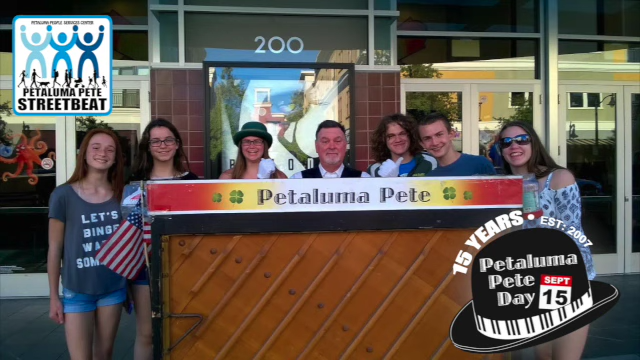 PETALUMA PEOPLE SERVICES CENTER
PETALUMA PETE
STREETBEAT
200
LET'S
BINGE
SOM
Petaluma Pete
15 YEARS • EST: 2007
Petaluma
Pete
Day
SEPT
15